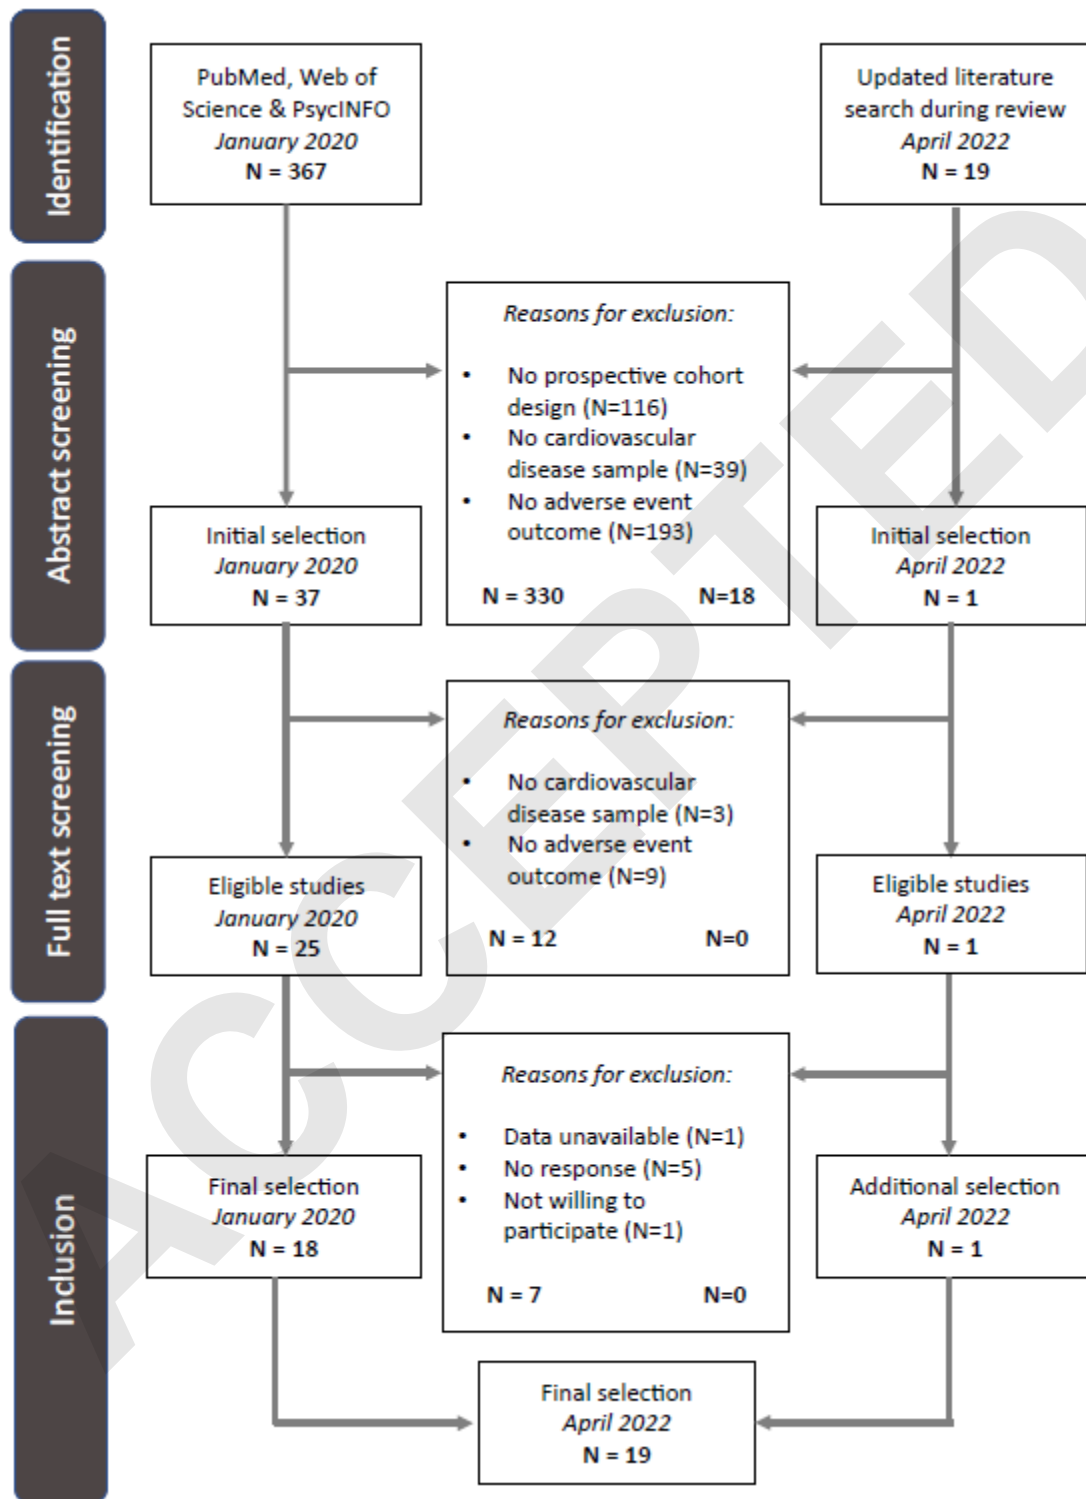 Identification
PubMed, Web of
Science & PsycINFO
January 2020
N = 367
Updated literature
search during review
April 2022
N = 19
Abstract screening
Reasons for exclusion:
• No prospective cohort
design (N=116)
• No cardiovascular
disease sample (N=39)
• No adverse event
outcome (N=193)
N = 330 N=18
Initial selection
January 2020
N = 37
Initial selection
April 2022
N = 1
Full text screening
Reasons for exclusion:
• No cardiovascular
disease sample (N=3)
• No adverse event
outcome (N=9)
N = 12 N=0
Eligible studies
January 2020
N = 25
Eligible studies
April 2022
N = 1
Inclusion
Reasons for exclusion:
• Data unavailable (N=1)
• No response (N=5)
• Not willing to
participate (N=1)
N = 7 N=0
Final selection
January 2020
N = 18
Additional selection
April 2022
N = 1
Final selection
April 2022
N = 19
ACCEPTED